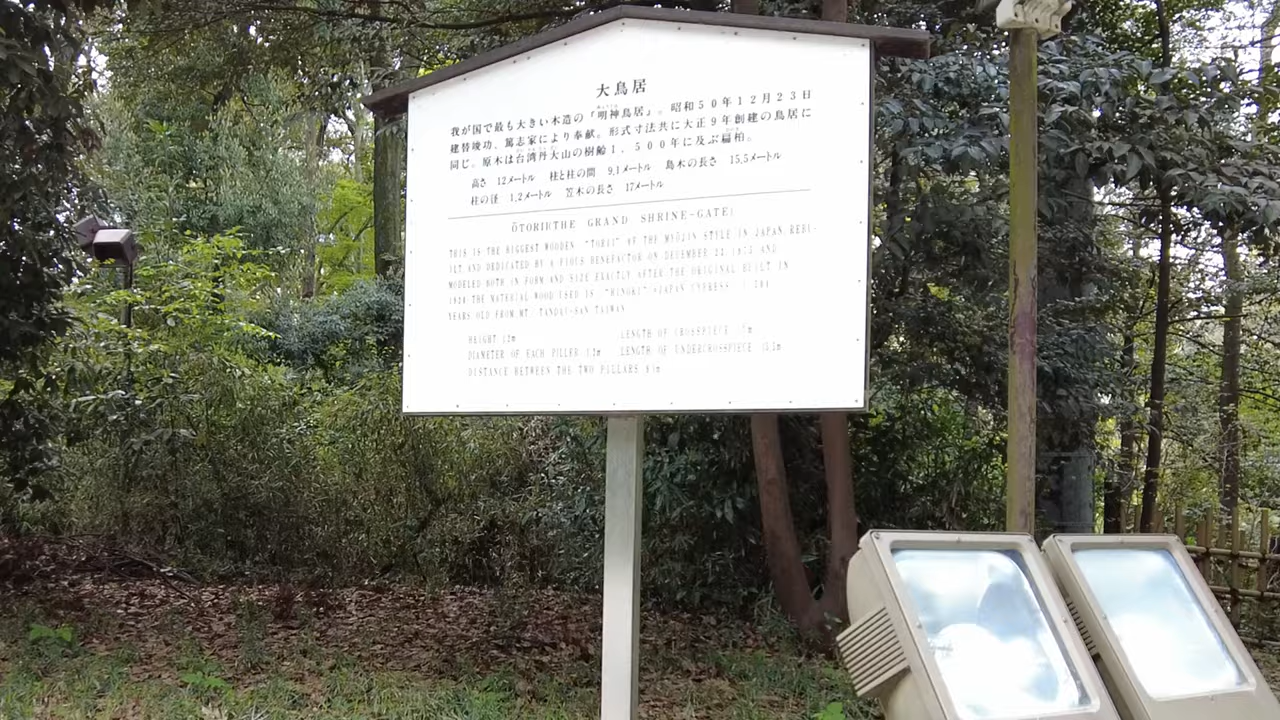 大鳥居
我が国で最も大きい木造の「明神鳥居」。昭和50年12月23日
建替竣功、篤志家により奉献。形式寸法共に大正9年創建の鳥居に
同じ。原木は台湾丹大山の樹齢1,500年に及ぶ扁柏。
高さ 12メートル 柱と柱の間 9.1メートル 島木の長さ 15.5メートル
柱の径 1.2メートル 笠木の長さ 17メートル
ŌTORII(THE GRAND SHRINE-GATE)
THIS IS THE BIGGEST WOODEN "TORII" OF THE MYŌJIN STYLE IN JAPAN REBU-
ILT AND DEDICATED BY A PIOUS BENEFACTOR ON DECEMBER 23, 1975 AND
MODELED BOTH IN FORM AND SIZE EXACTLY AFTER THE ORIGINAL BUILT IN
THE MATERIAL WOOD USED IS "HINOKI" (JAPAN CYPRESS)
YEARS OLD FROM MT. TANDAI-SAN TAIWAN
HEIGHT 12m LENGTH OF CROSSPIECE
DIAMETER OF EACH PILLER 1.2m LENGTH OF UNDERCROSSPIECE 15.5m
DISTANCE BETWEEN THE TWO PILLARS 9.1m